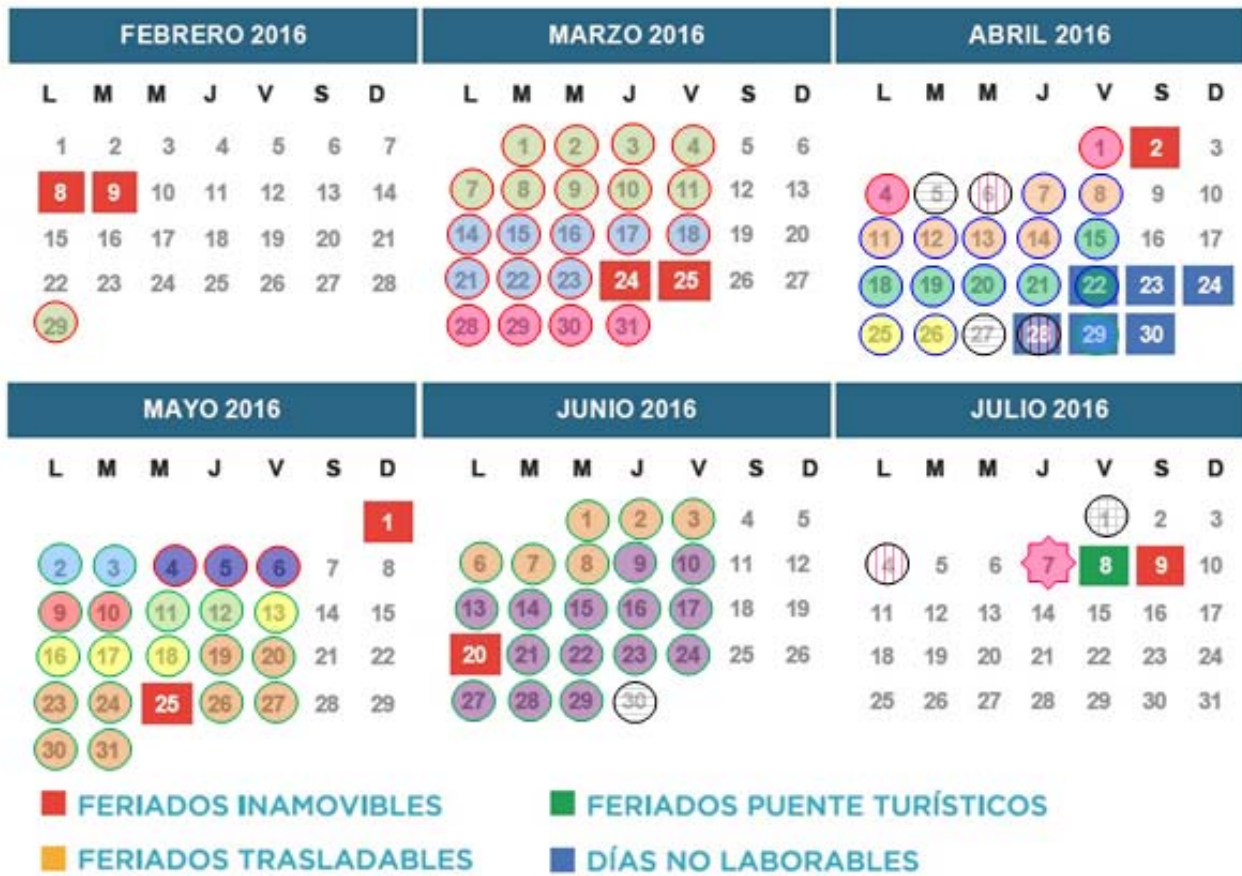 FEBRERO 2016
L M M J V S D
1 2 3 4 5 6 7
8 9 10 11 12 13 14
15 16 17 18 19 20 21
22 23 24 25 26 27 28
29
MARZO 2016
L M M J V S D
1 2 3 4 5 6
7 8 9 10 11 12 13
14 15 16 17 18 19 20
21 22 23 24 25 26 27
28 29 30 31
ABRIL 2016
L M M J V S D
1 2 3
4 5 6 7 8 9 10
11 12 13 14 15 16 17
18 19 20 21 22 23 24
25 26 27 28 29 30
MAYO 2016
L M M J V S D
1
2 3 4 5 6 7 8
9 10 11 12 13 14 15
16 17 18 19 20 21 22
23 24 25 26 27 28 29
30 31
JUNIO 2016
L M M J V S D
1 2 3 4 5
6 7 8 9 10 11 12
13 14 15 16 17 18 19
20 21 22 23 24 25 26
27 28 29 30
JULIO 2016
L M M J V S D
1 2 3
4 5 6 7 8 9 10
11 12 13 14 15 16 17
18 19 20 21 22 23 24
25 26 27 28 29 30 31
FERIADOS INAMOVIBLES
FERIADOS PUENTE TURÍSTICOS
FERIADOS TRASLADABLES
DÍAS NO LABORABLES